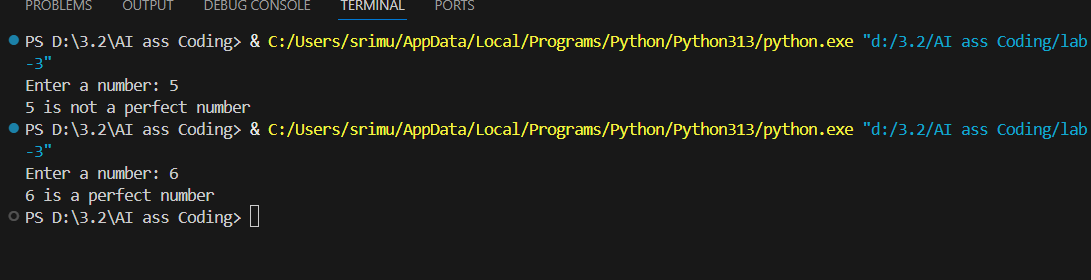 PROBLEMS OUTPUT DEBUG CONSOLE TERMINAL PORTS
PS D:\3.2\AI ass Coding> & C:/Users/srimu/AppData/Local/Programs/Python/Python313/python.exe "d:/3.2/AI ass Coding/lab
-3"
Enter a number: 5
5 is not a perfect number
PS D:\3.2\AI ass Coding> & C:/Users/srimu/AppData/Local/Programs/Python/Python313/python.exe "d:/3.2/AI ass Coding/lab
-3"
Enter a number: 6
6 is a perfect number
PS D:\3.2\AI ass Coding>